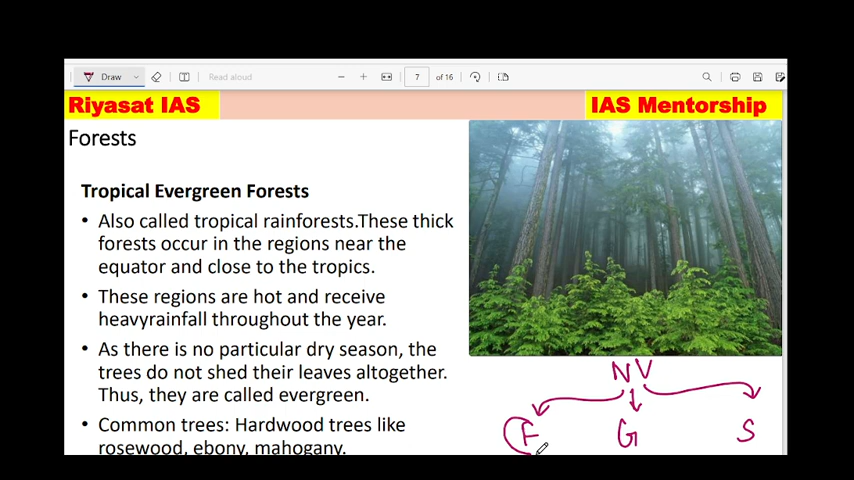 Draw
Read aloud
7 of 16
Riyasat IAS
IAS Mentorship
Forests
Tropical Evergreen Forests
• Also called tropical rainforests.These thick
forests occur in the regions near the
equator and close to the tropics.
• These regions are hot and receive
heavyrainfall throughout the year.
• As there is no particular dry season, the
trees do not shed their leaves altogether.
Thus, they are called evergreen.
• Common trees: Hardwood trees like
rosewood, ebony, mahogany.
NV
F G S